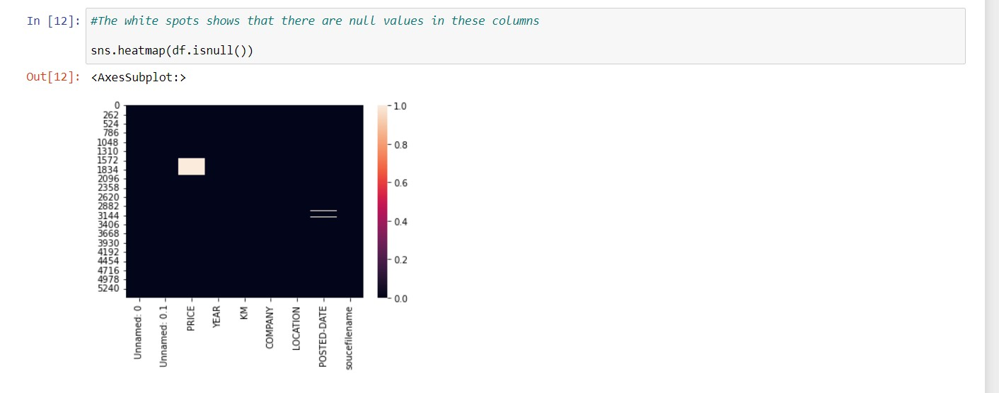 In [12]: #The white spots shows that there are null values in these columns
sns.heatmap(df.isnull())
Out[12]: <AxesSubplot:>
0
262
524
786
1048
1310
1572
1834
2096
2358
2620
2882
3144
3406
3668
3930
4192
4454
4716
4978
5240
1.0
0.8
0.6
0.4
0.2
0.0
Unnamed: 0
Unnamed: 0.1
PRICE
YEAR
KM
COMPANY
LOCATION
POSTED-DATE
soucefilename